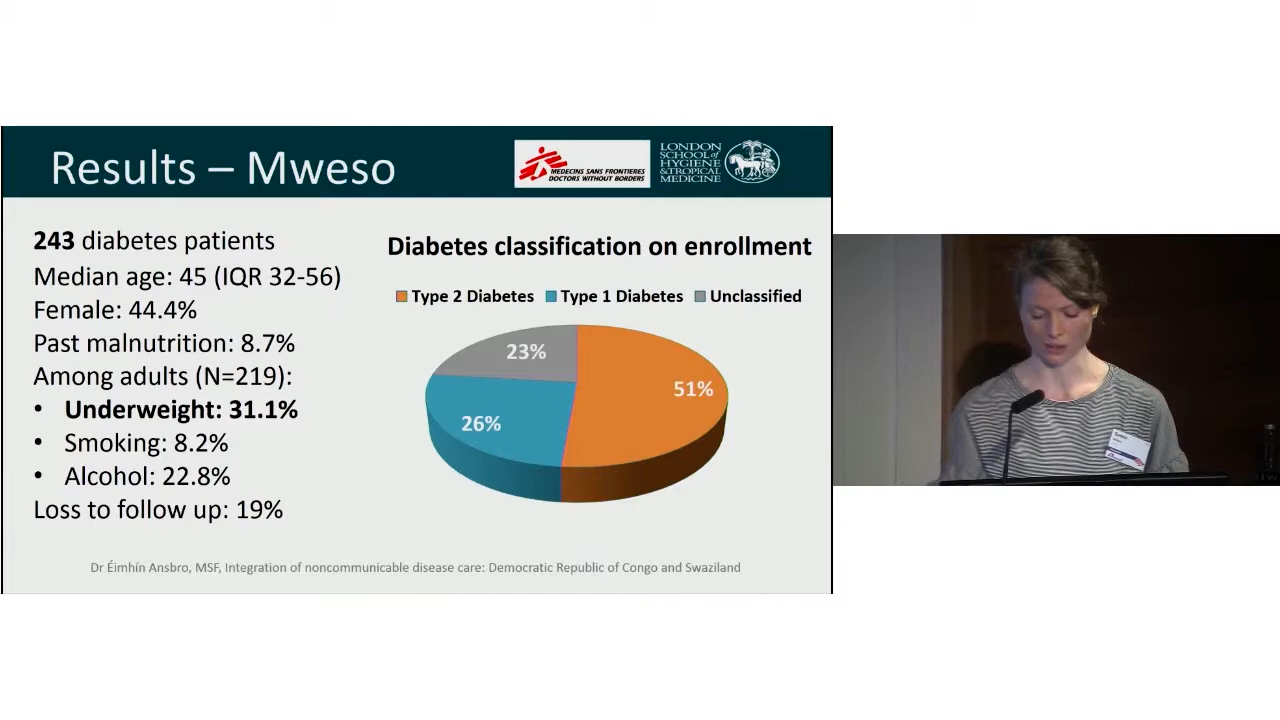 Results – Mweso
MEDECINS SANS FRONTIERES
DOCTORS WITHOUT BORDERS
LONDON
SCHOOL of
HYGIENE
& TROPICAL
MEDICINE
243 diabetes patients
Median age: 45 (IQR 32-56)
Female: 44.4%
Past malnutrition: 8.7%
Among adults (N=219):
• Underweight: 31.1%
• Smoking: 8.2%
• Alcohol: 22.8%
Loss to follow up: 19%
Diabetes classification on enrollment
Type 2 Diabetes Type 1 Diabetes Unclassified
23%
51%
26%
Dr Éimhín Ansbro, MSF, Integration of noncommunicable disease care: Democratic Republic of Congo and Swaziland